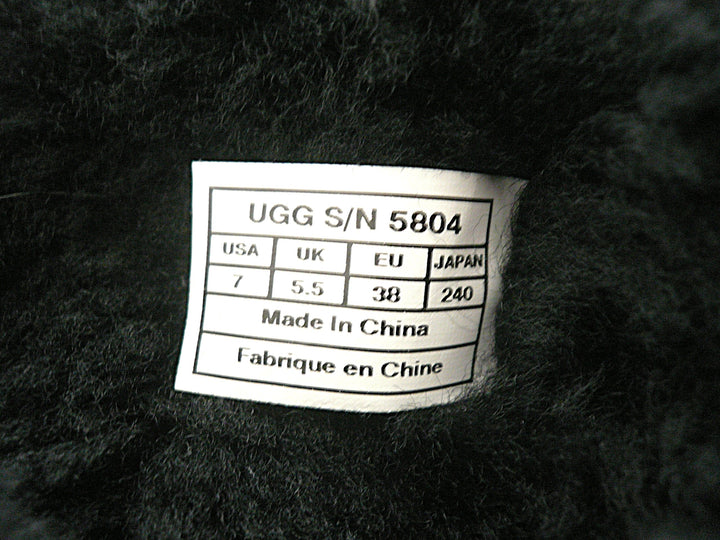 UGG S/N 5804
USA UK EU JAPAN
7 5.5 38 240
Made In China
Fabrique en Chine